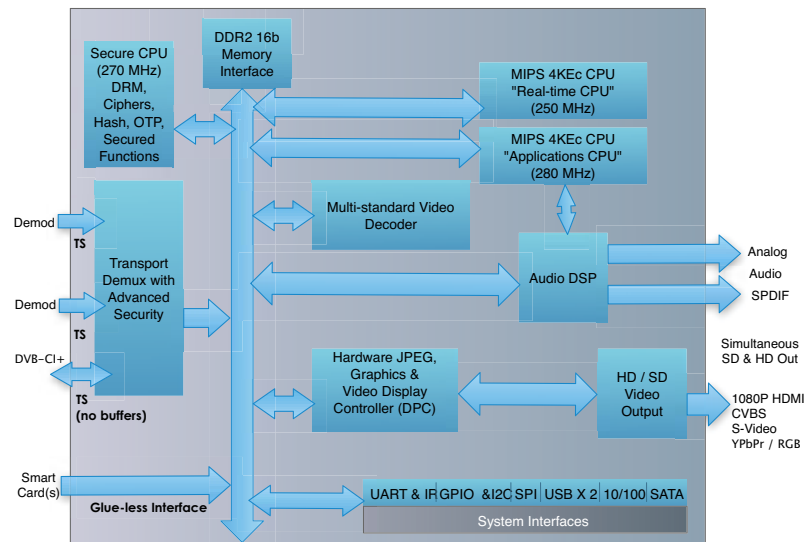 DDR2 16b
Memory
Interface
Secure CPU
(270 MHz)
DRM,
Ciphers,
Hash, OTP,
Secured
Functions
MIPS 4KEc CPU
"Real-time CPU"
(250 MHz)
MIPS 4KEc CPU
"Applications CPU"
(280 MHz)
Multi-standard Video
Decoder
Demod
TS
Transport
Demux with
Advanced
Security
Demod
TS
DVB-CI+
TS
(no buffers)
Audio DSP
Analog
Audio
SPDIF
Simultaneous
SD & HD Out
Hardware JPEG,
Graphics &
Video Display
Controller (DPC)
HD / SD
Video
Output
1080P HDMI
CVBS
S-Video
YPbPr / RGB
Smart
Card(s)
Glue-less Interface
UART & IR GPIO &I2C SPI USB X 2 10/100 SATA
System Interfaces